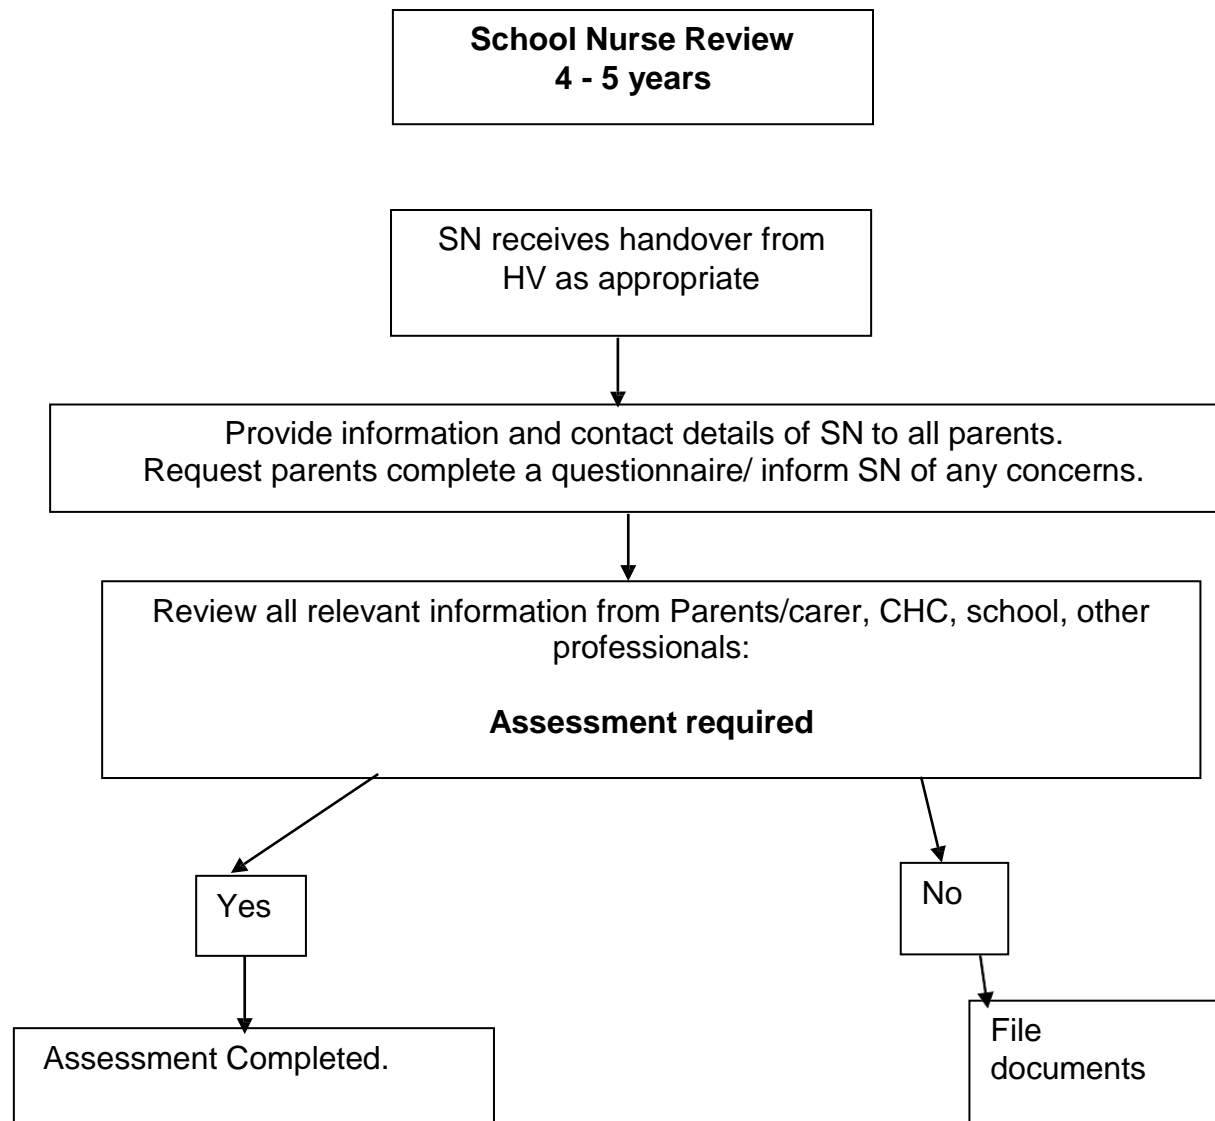 School Nurse Review
4 - 5 years
SN receives handover from
HV as appropriate
Provide information and contact details of SN to all parents.
Request parents complete a questionnaire/ inform SN of any concerns.
Review all relevant information from Parents/carer, CHC, school, other
professionals:
Assessment required
Yes
No
Assessment Completed.
File
documents